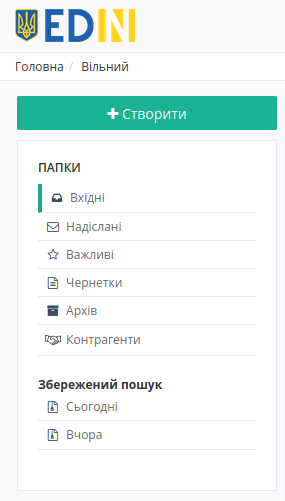 EDIN
Головна / Вільний
Створити
ПАПКИ
Вхідні
Надіслані
Важливі
Чернетки
Архів
Контрагенти
Збережений пошук
Сьогодні
Вчора